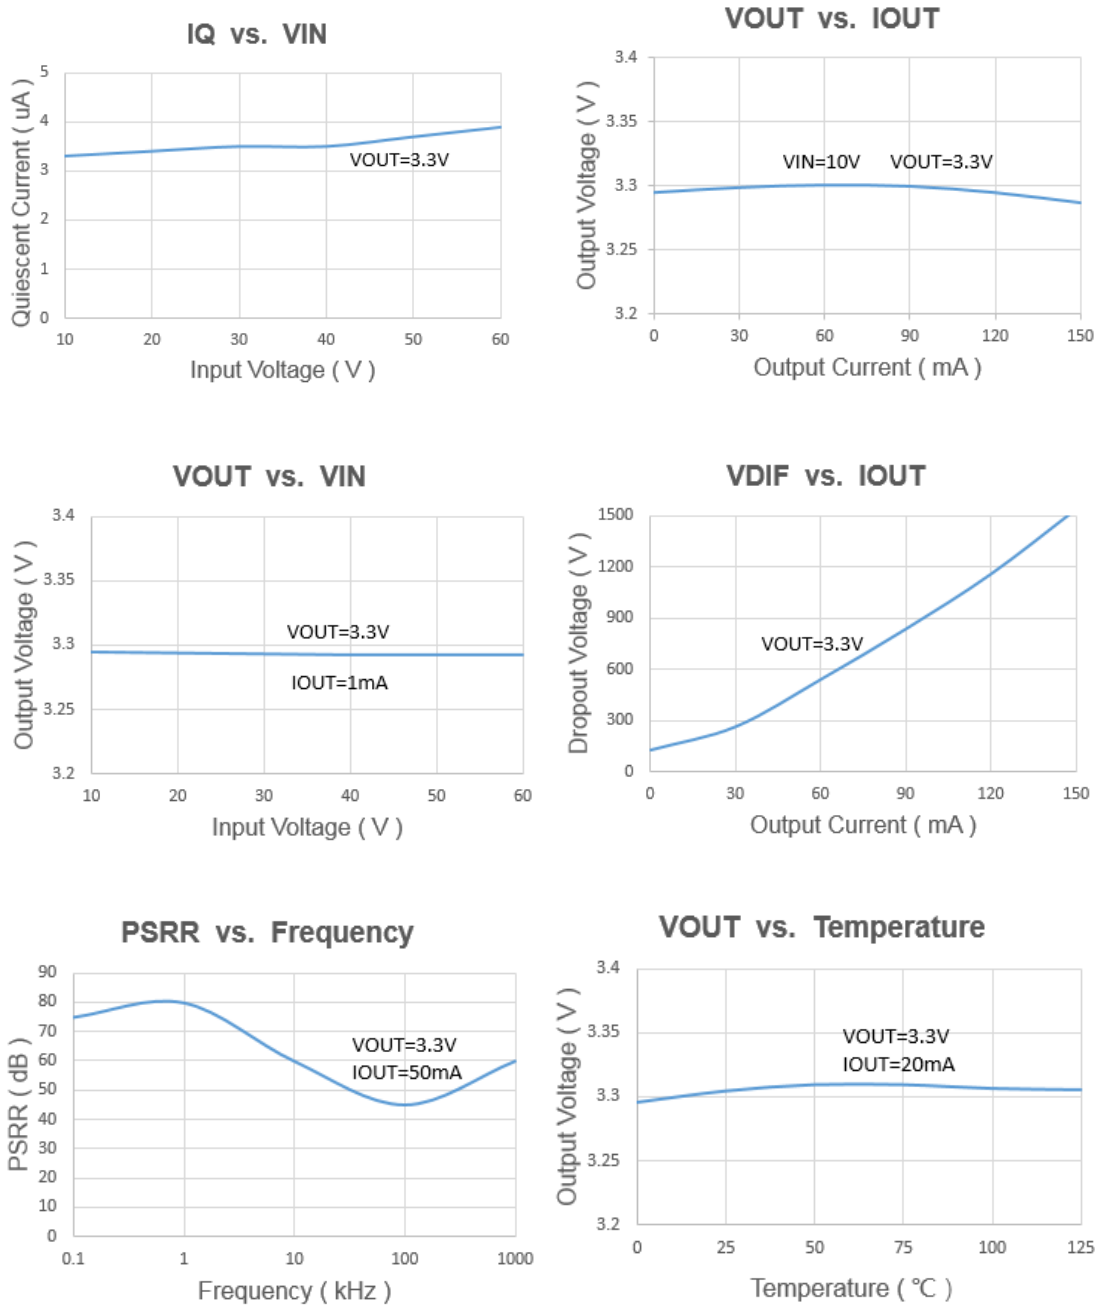 IQ vs. VIN
Quiescent Current ( uA )
5
4
3
2
1
0
VOUT=3.3V
10 20 30 40 50 60
Input Voltage ( V )
VOUT vs. IOUT
Output Voltage ( V )
3.4
3.35
3.3
3.25
3.2
VIN=10V VOUT=3.3V
0 30 60 90 120 150
Output Current ( mA )
VOUT vs. VIN
Output Voltage ( V )
3.4
3.35
3.3
3.25
3.2
VOUT=3.3V
IOUT=1mA
10 20 30 40 50 60
Input Voltage ( V )
VDIF vs. IOUT
Dropout Voltage ( V )
1500
1200
900
600
300
0
VOUT=3.3V
0 30 60 90 120 150
Output Current ( mA )
PSRR vs. Frequency
PSRR ( dB )
90
80
70
60
50
40
30
20
10
0
VOUT=3.3V
IOUT=50mA
0.1 1 10 100 1000
Frequency ( kHz )
VOUT vs. Temperature
Output Voltage ( V )
3.4
3.35
3.3
3.25
3.2
VOUT=3.3V
IOUT=20mA
0 25 50 75 100 125
Temperature ( ℃ )